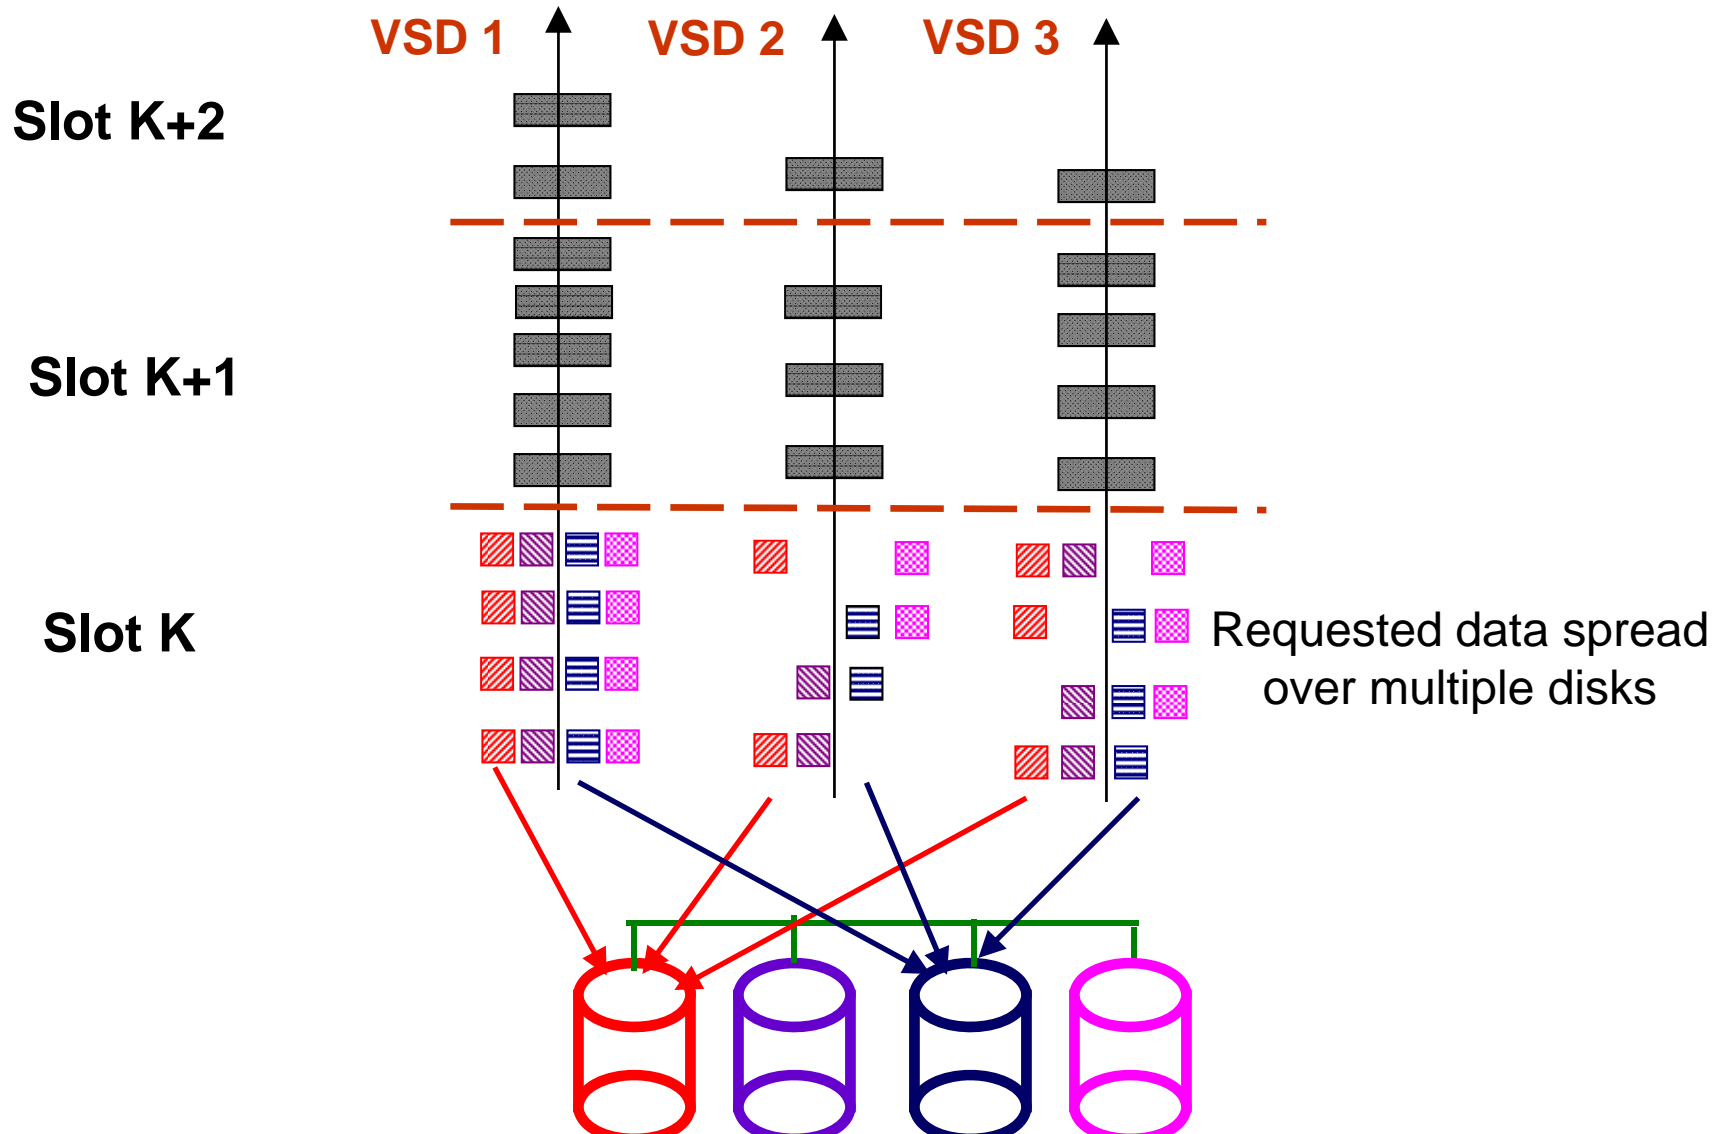 VSD 1
VSD 2
VSD 3
Slot K+2
Slot K+1
Slot K
Requested data spread
over multiple disks